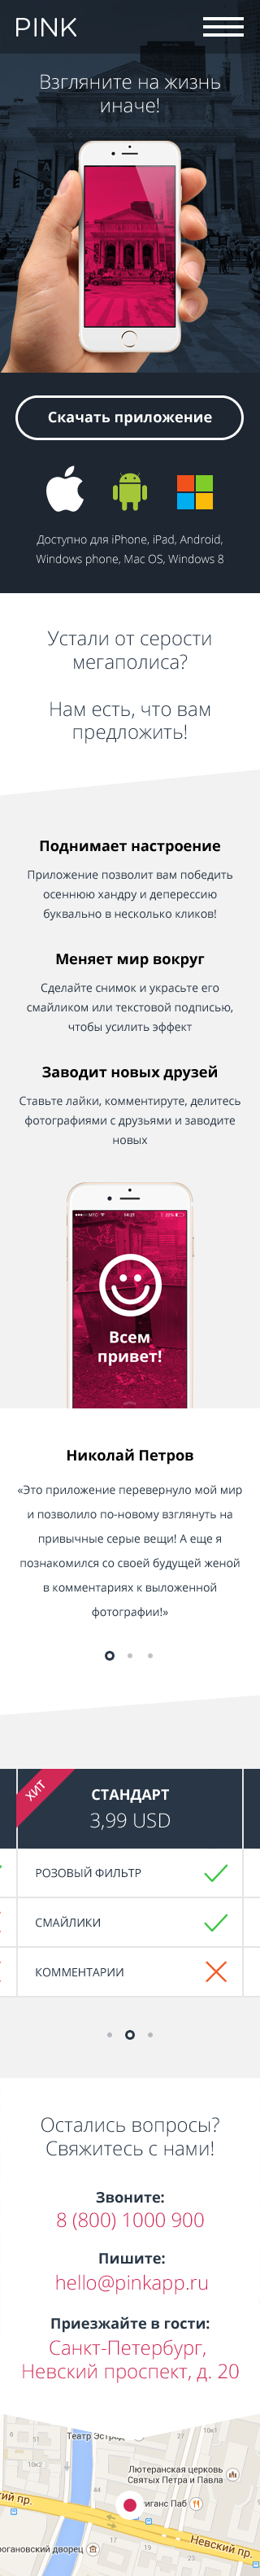 PINK
Взгляните на жизнь
иначе!
Скачать приложение
Доступно для iPhone, iPad, Android,
Windows phone, Mac OS, Windows 8
Устали от серости
мегаполиса?
Нам есть, что вам
предложить!
Поднимает настроение
Приложение позволит вам победить
осеннюю хандру и депрессию
буквально в несколько кликов!
Меняет мир вокруг
Сделайте снимок и украсьте его
смайликом или текстовой подписью,
чтобы усилить эффект
Заводит новых друзей
Ставьте лайки, комментируте, делитесь
фотографиями с друзьями и заводите
новых
Всем
привет!
Николай Петров
«Это приложение перевернуло мой мир
и позволило по-новому взглянуть на
привычные серые вещи! А еще я
познакомился со своей будущей женой
в комментариях к выложенной
фотографии!»
ХИТ
СТАНДАРТ
3,99 USD
РОЗОВЫЙ ФИЛЬТР
СМАЙЛИКИ
КОММЕНТАРИИ
Остались вопросы?
Свяжитесь с нами!
Звоните:
8 (800) 1000 900
Пишите:
hello@pinkapp.ru
Приезжайте в гости:
Санкт-Петербург,
Невский проспект, д. 20
Театр Эстрад
10к1
10к2
Лютеранская церковь
Святых Петра и Павла
ий пр.
иганс Паб
Невский пр.
17
19
23
огановский дворец